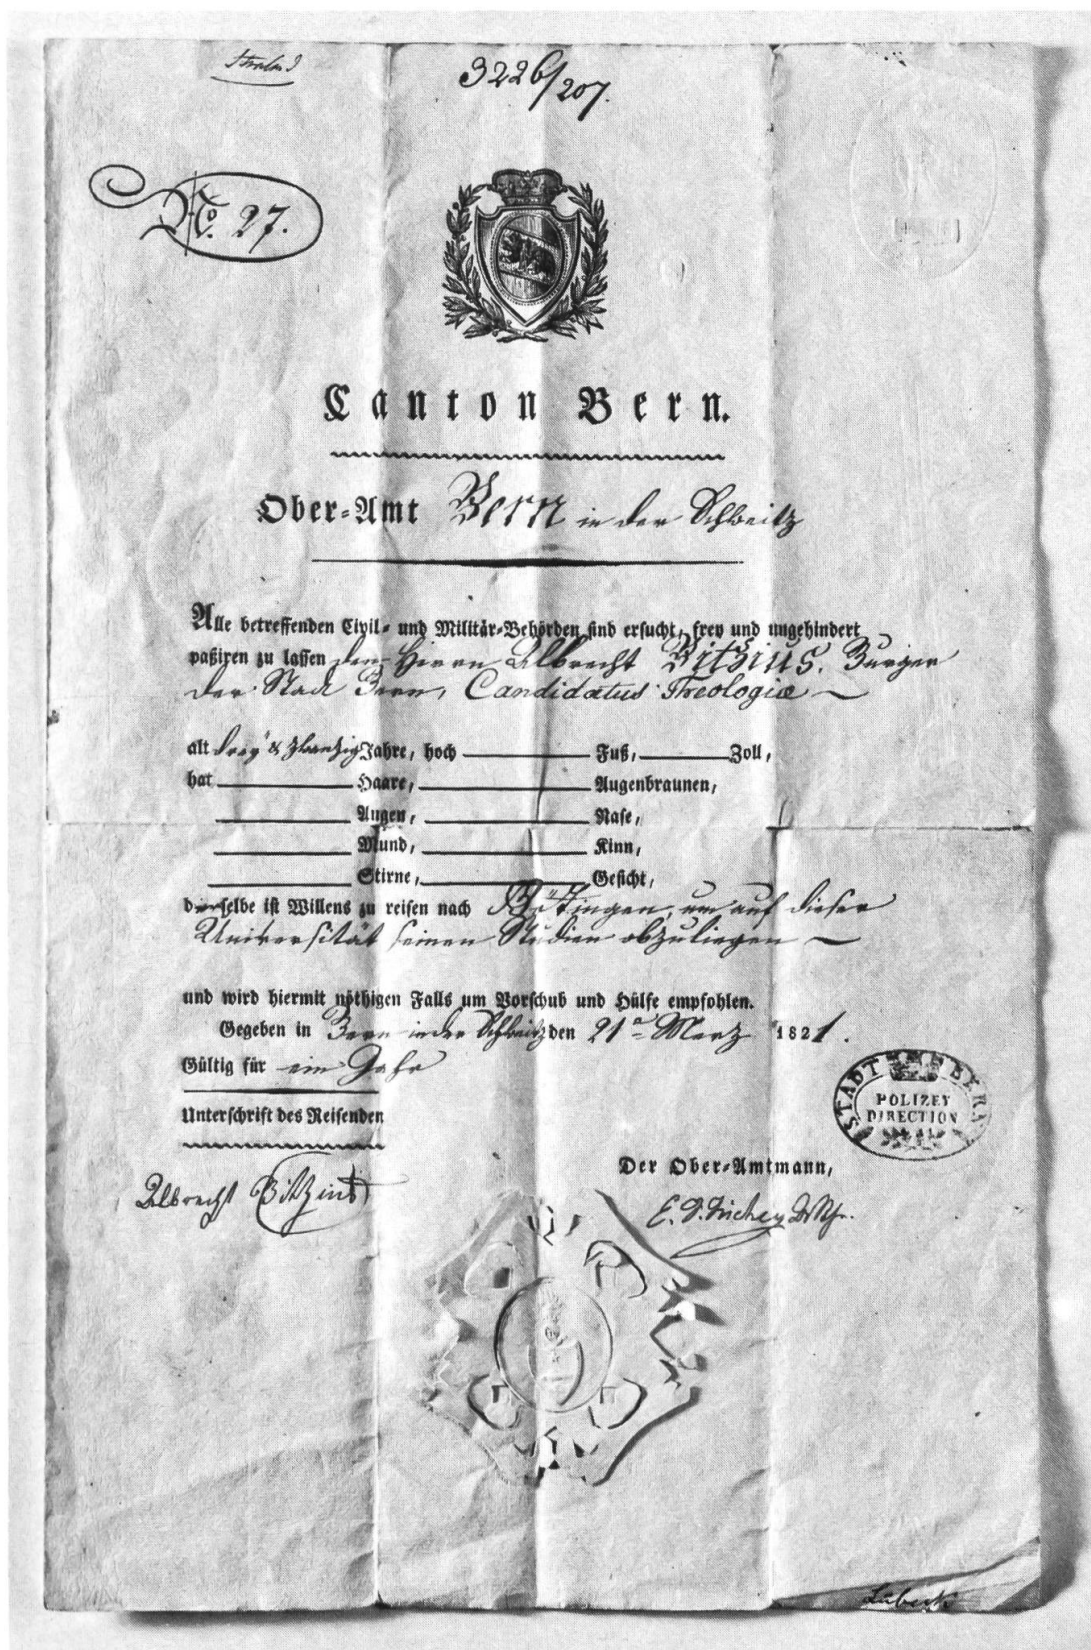 3226/207.
No. 27.
Canton Bern.
Ober-Amt Bern in der Schweitz
Alle betreffenden Civil- und Militär-Behörden sind ersucht, frey und ungehindert
paßiren zu lassen den Herrn Albrecht Bitzius. Burger
der Stadt Bern, Candidatus Theologiæ
alt drey & zwanzig Jahre, hoch Fuß, Zoll,
hat Haare, Augenbraunen,
Augen, Nase,
Mund, Kinn,
Stirne, Gesicht,
derselbe ist Willens zu reisen nach Göttingen, um auf dieser
Universität seinen Studien obzuliegen
und wird hiermit nöthigen Falls um Vorschub und Hülfe empfohlen.
Gegeben in Bern in der Schweitz den 21n Merz 1821.
Gültig für ein Jahr
STADT BERN
POLIZEY
DIRECTION
Unterschrift des Reisenden
Der Ober-Amtmann,
Albrecht Bitzius
Lübeck